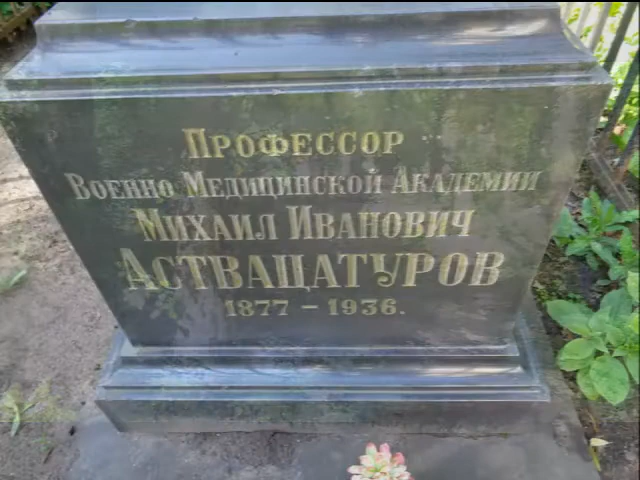 Профессор
Военно Медицинской Академии
Михаил Иванович
Аствацатуров
1877 – 1936.